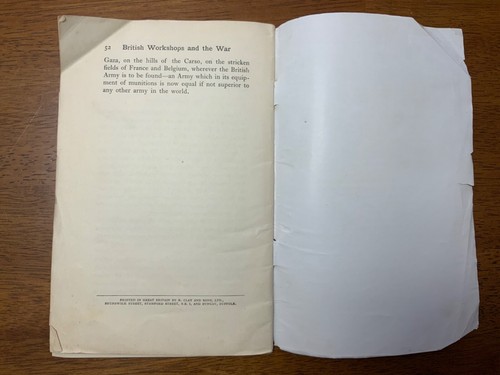 32 British Workshops and the War
Gaza, on the hills of the Carso, on the stricken
fields of France and Belgium, wherever the British
Army is to be found—an Army which in its equip-
ment of munitions is now equal if not superior to
any other army in the world.
PRINTED IN GREAT BRITAIN BY R. CLAY AND SONS, LTD.,
BRUNSWICK STREET, STAMFORD STREET, S.E. 1, AND BUNGAY, SUFFOLK.